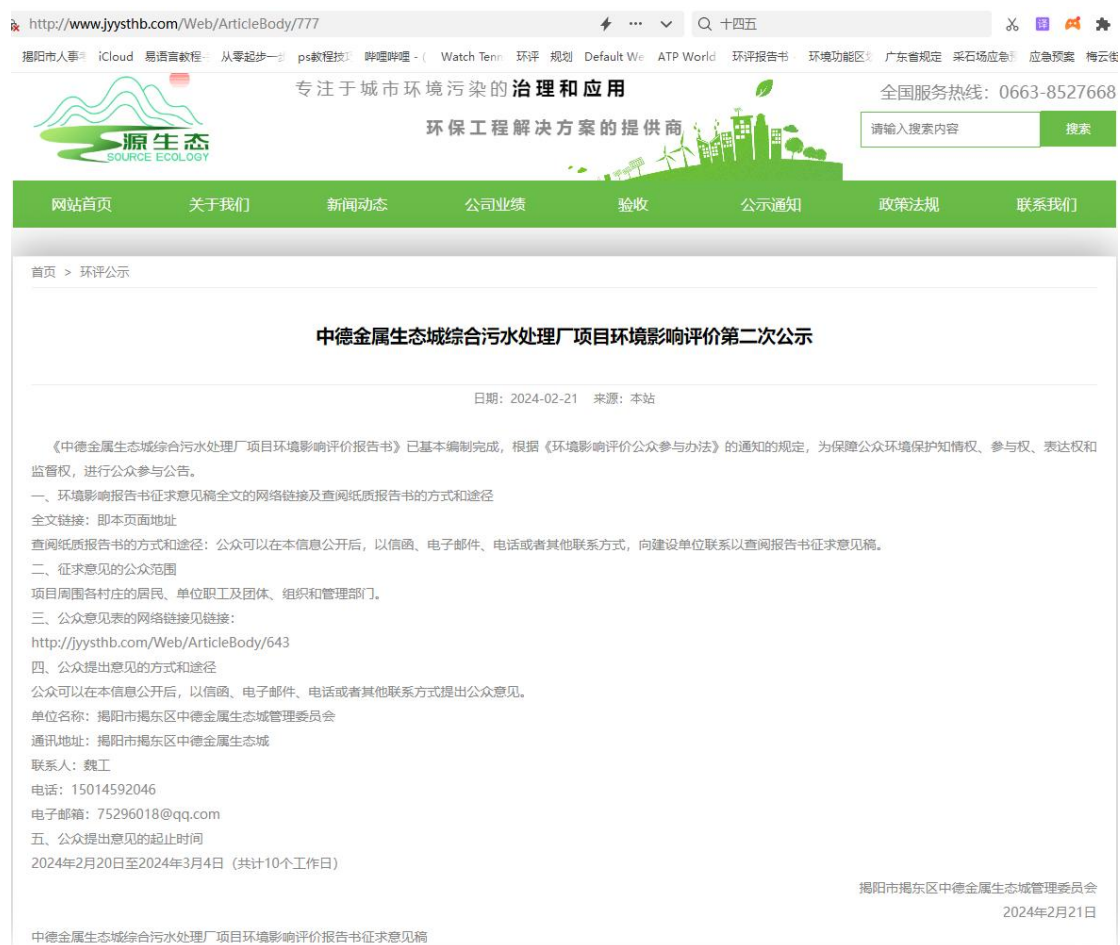 http://www.jyysthb.com/Web/ArticleBody/777
十四五
揭阳市人事 iCloud 易语言教程 从零起步一 ps教程技 哔哩哔哩 - ( Watch Tenn 环评 规划 Default We ATP World 环评报告书 环境功能区 广东省规定 采石场应急 应急预案 梅云街
专注于城市环境污染的治理和应用
环保工程解决方案的提供商
源生态
SOURCE ECOLOGY
全国服务热线：0663-8527668
请输入搜索内容 搜索
网站首页 关于我们 新闻动态 公司业绩 验收 公示通知 政策法规 联系我们
首页 > 环评公示
中德金属生态城综合污水处理厂项目环境影响评价第二次公示
日期：2024-02-21 来源：本站
《中德金属生态城综合污水处理厂项目环境影响评价报告书》已基本编制完成，根据《环境影响评价公众参与办法》的通知的规定，为保障公众环境保护知情权、参与权、表达权和
监督权，进行公众参与公告。
一、环境影响报告书征求意见稿全文的网络链接及查阅纸质报告书的方式和途径
全文链接：即本页面地址
查阅纸质报告书的方式和途径：公众可以在本信息公开后，以信函、电子邮件、电话或者其他联系方式，向建设单位联系以查阅报告书征求意见稿。
二、征求意见的公众范围
项目周围各村庄的居民、单位职工及团体、组织和管理部门。
三、公众意见表的网络链接见链接：
http://jyysthb.com/Web/ArticleBody/643
四、公众提出意见的方式和途径
公众可以在本信息公开后，以信函、电子邮件、电话或者其他联系方式提出公众意见。
单位名称：揭阳市揭东区中德金属生态城管理委员会
通讯地址：揭阳市揭东区中德金属生态城
联系人：魏工
电话：15014592046
电子邮箱：75296018@qq.com
五、公众提出意见的起止时间
2024年2月20日至2024年3月4日（共计10个工作日）
揭阳市揭东区中德金属生态城管理委员会
2024年2月21日
中德金属生态城综合污水处理厂项目环境影响评价报告书征求意见稿